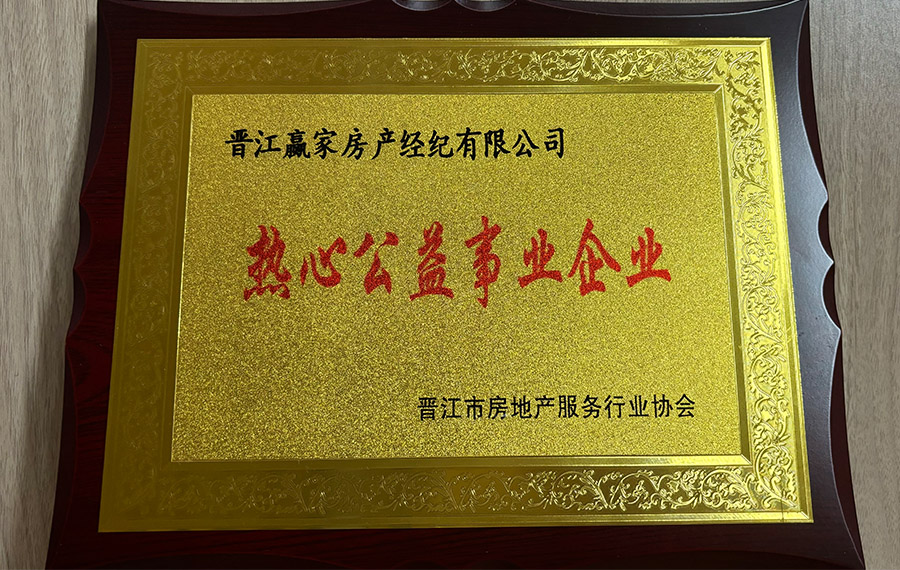 晋江赢家房产经纪有限公司
热心公益事业企业
晋江市房地产服务行业协会